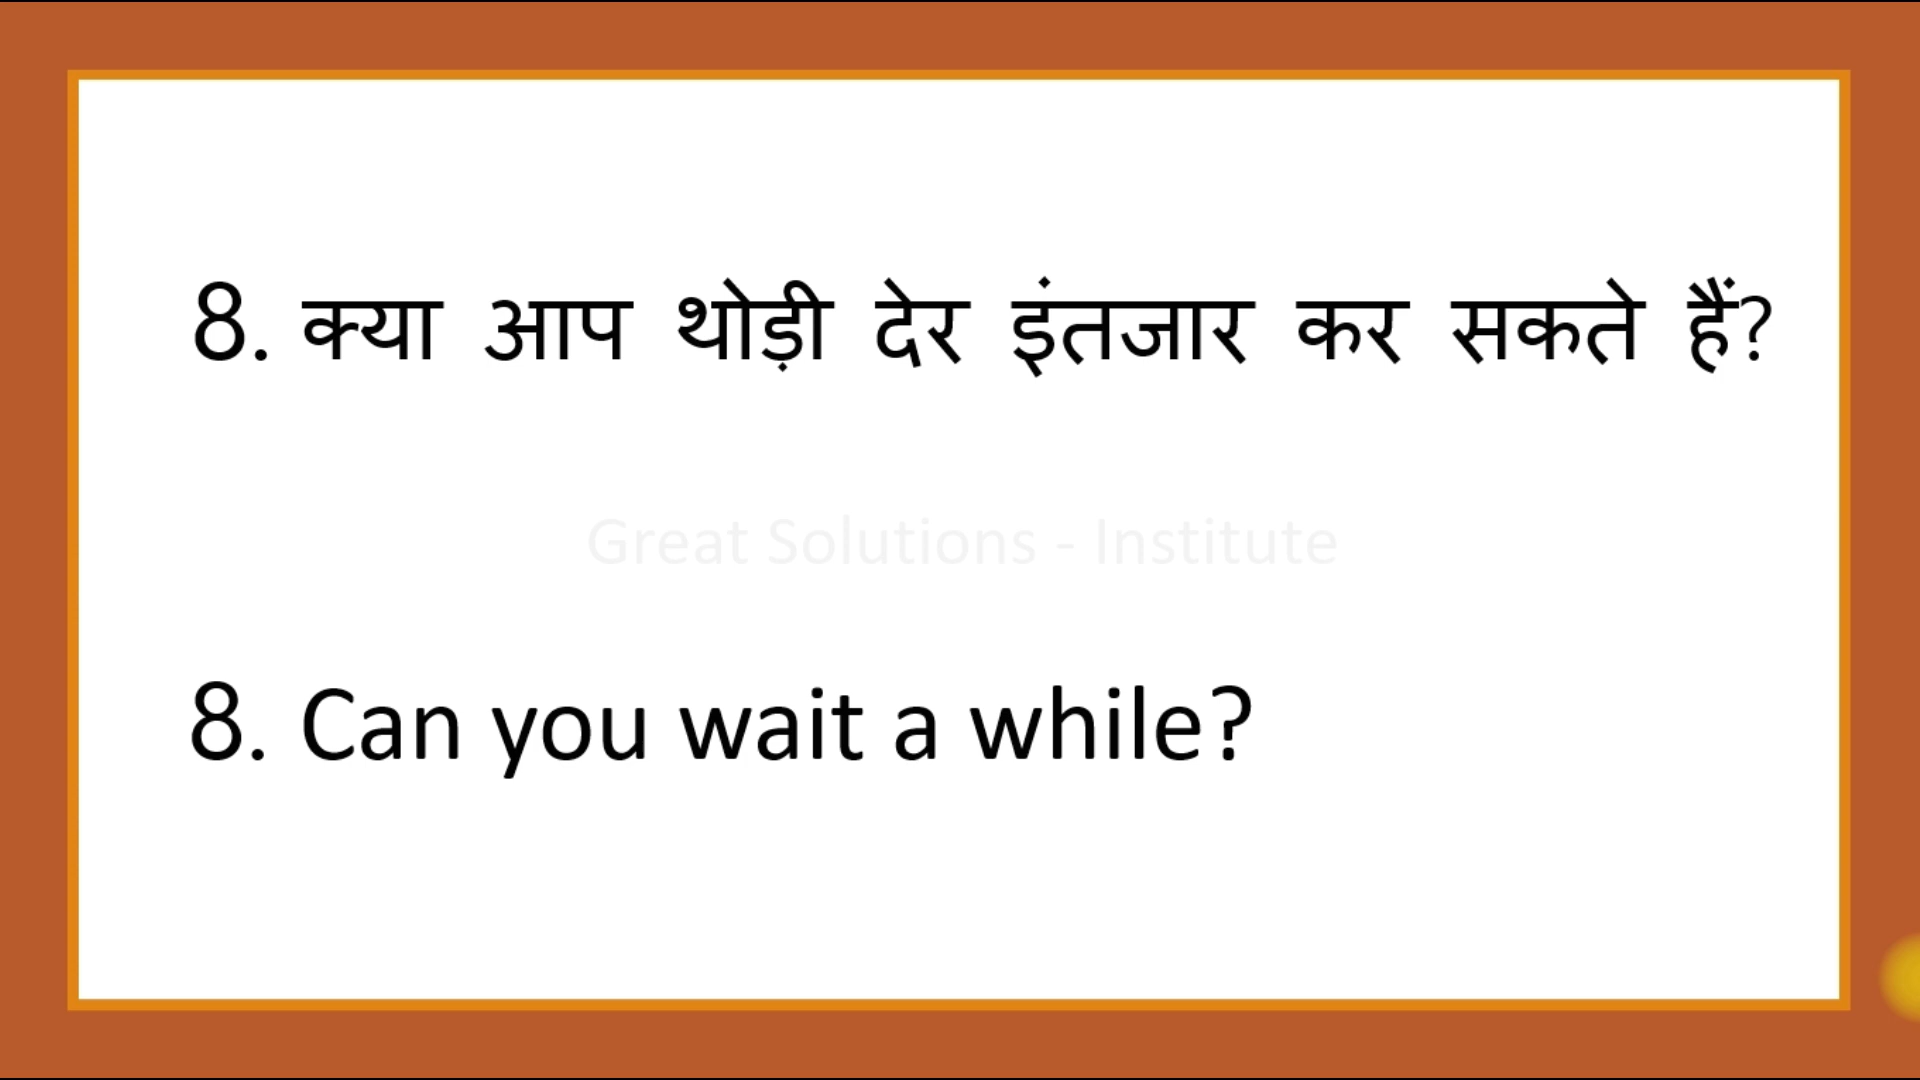 8. क्या आप थोड़ी देर इंतजार कर सकते हैं?
Great Solutions - Institute
8. Can you wait a while?